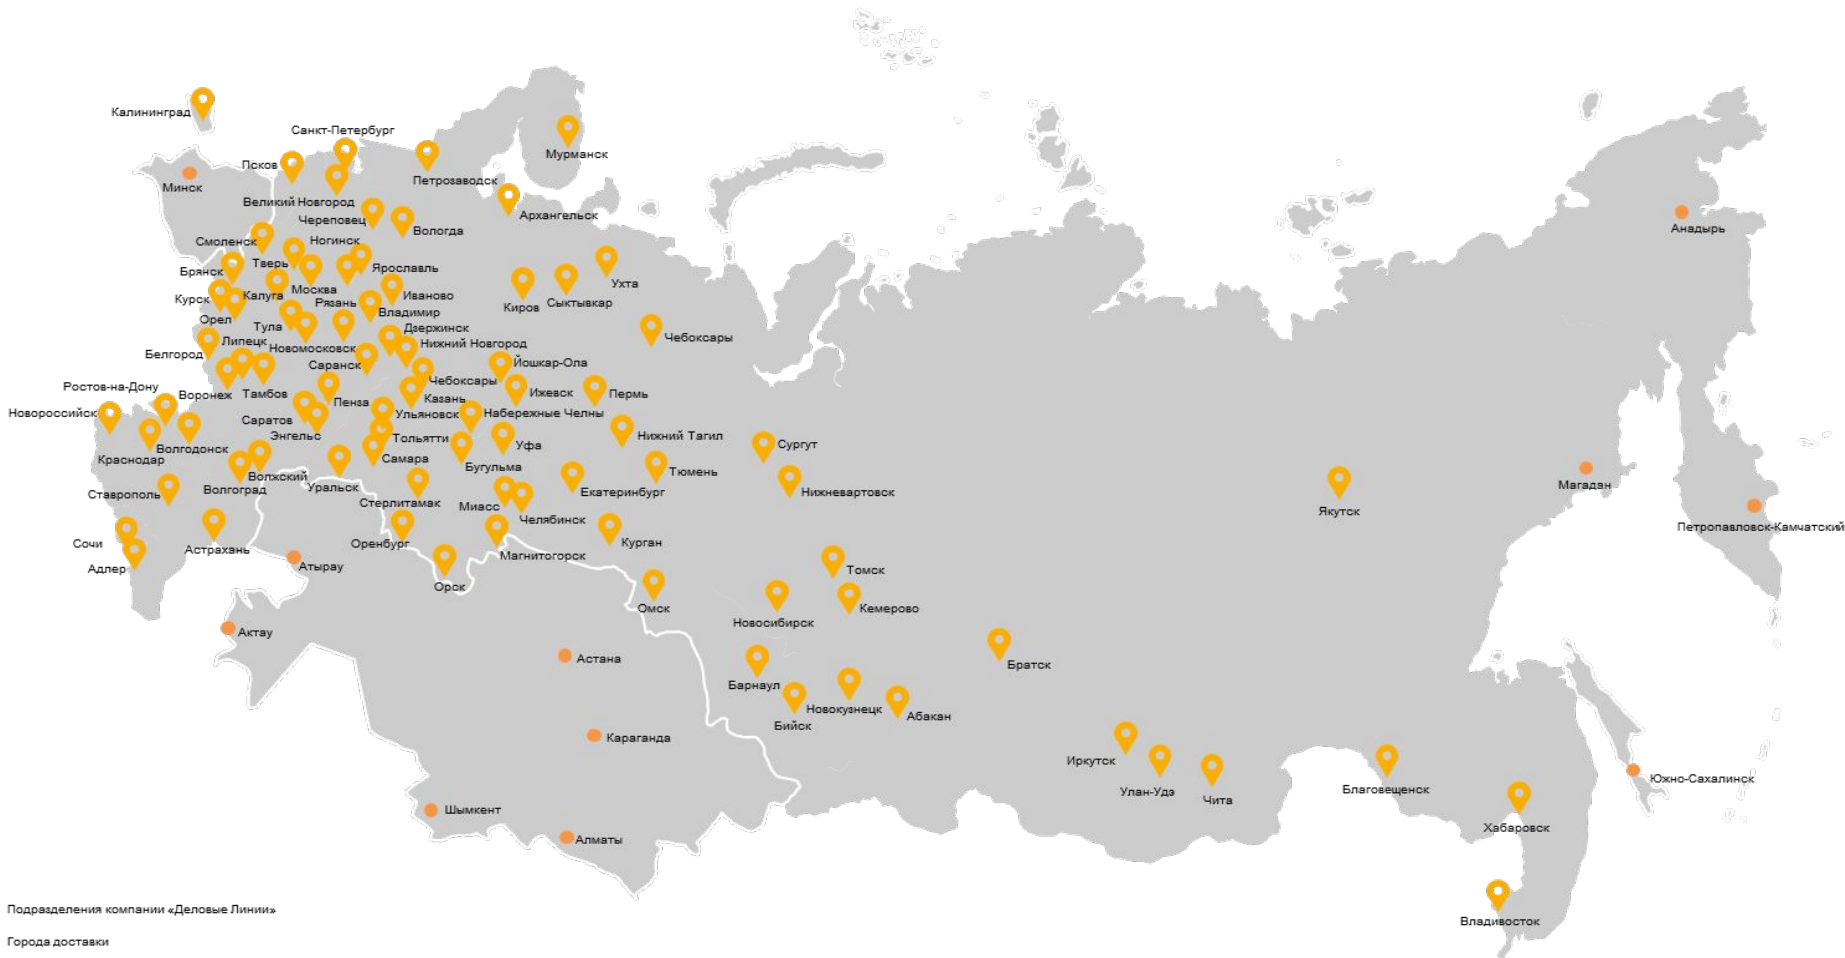 Калининград
Санкт-Петербург
Псков
Мурманск
Минск
Петрозаводск
Великий Новгород
Архангельск
Череповец
Вологда
Анадырь
Смоленск
Ногинск
Тверь
Ярославль
Брянск
Ухта
Москва
Калуга
Иваново
Курск
Рязань
Сыктывкар
Киров
Владимир
Орел
Тула
Дзержинск
Чебоксары
Липецк
Нижний Новгород
Новомосковск
Белгород
Саранск
Йошкар-Ола
Чебоксары
Ростов-на-Дону
Воронеж
Тамбов
Ижевск
Пермь
Казань
Пенза
Новороссийск
Ульяновск
Набережные Челны
Саратов
Энгельс
Нижний Тагил
Тольятти
Сургут
Уфа
Волгодонск
Краснодар
Самара
Бугульма
Тюмень
Волжский
Магадан
Уральск
Волгоград
Екатеринбург
Нижневартовск
Ставрополь
Стерлитамак
Миасс
Якутск
Челябинск
Петропавловск-Камчатский
Сочи
Оренбург
Курган
Астрахань
Магнитогорск
Адлер
Атырау
Томск
Орск
Омск
Кемерово
Новосибирск
Актау
Астана
Братск
Барнаул
Новокузнецк
Абакан
Бийск
Караганда
Иркутск
Южно-Сахалинск
Улан-Удэ
Благовещенск
Чита
Шымкент
Хабаровск
Алматы
Подразделения компании «Деловые Линии»
Владивосток
Города доставки